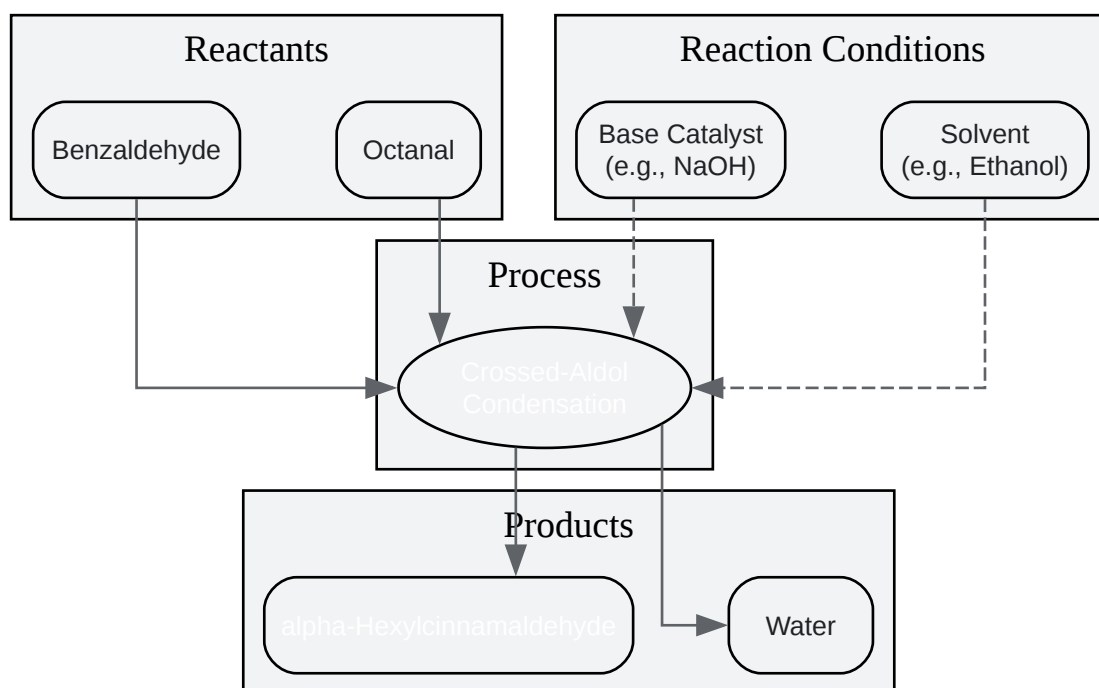 Reactants
Reaction Conditions
Benzaldehyde
Octanal
Base Catalyst
(e.g., NaOH)
Solvent
(e.g., Ethanol)
Process
Crossed-Aldol
Condensation
Products
alpha-Hexylcinnamaldehyde
Water